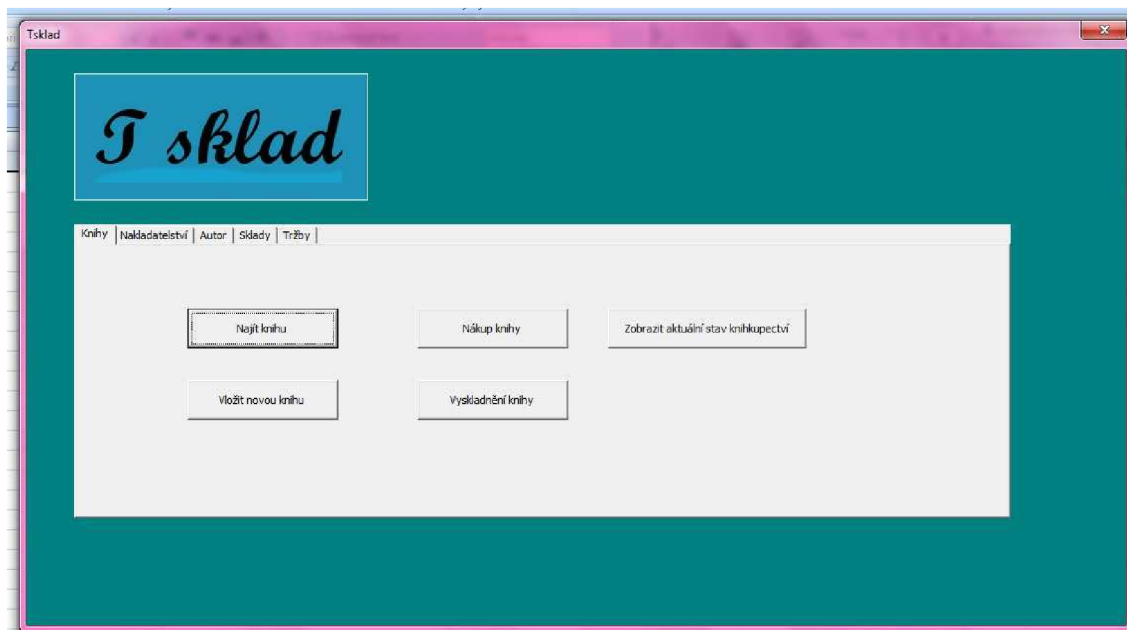 Tsklad
T sklad
Knihy Nakladatelství Autor Sklady Tržby
Najít knihu Nákup knihy Zobrazit aktuální stav knihkupectví
Vložit novou knihu Vyskladnění knihy